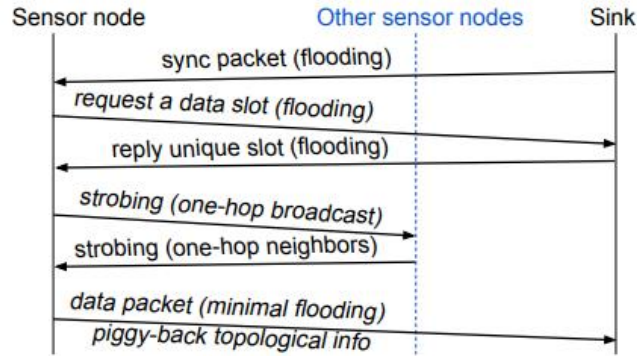 Sensor node Other sensor nodes Sink
sync packet (flooding)
request a data slot (flooding)
reply unique slot (flooding)
strobing (one-hop broadcast)
strobing (one-hop neighbors)
data packet (minimal flooding)
piggy-back topological info